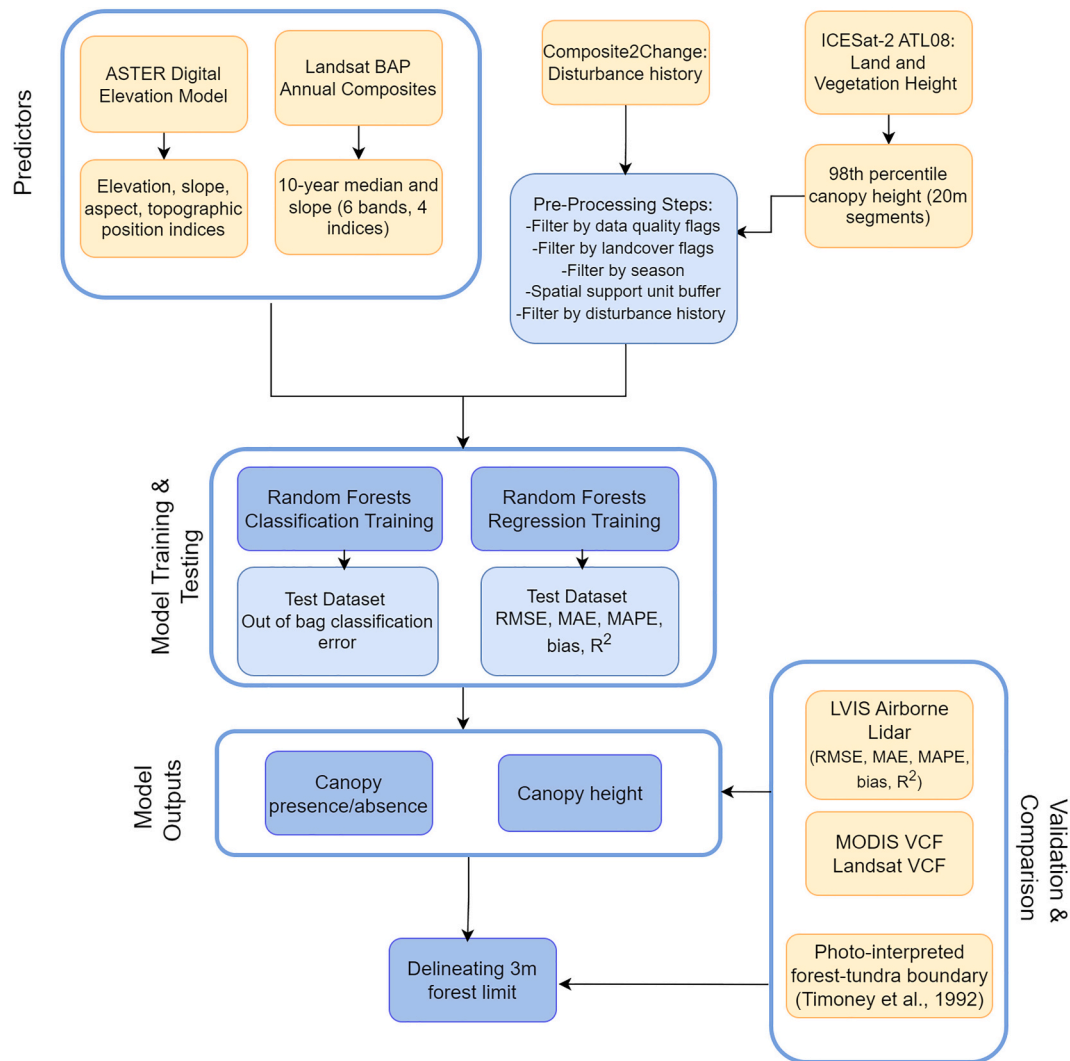 Predictors
ASTER Digital
Elevation Model
Landsat BAP
Annual Composites
Elevation, slope,
aspect, topographic
position indices
10-year median and
slope (6 bands, 4
indices)
Composite2Change:
Disturbance history
ICESat-2 ATL08:
Land and
Vegetation Height
98th percentile
canopy height (20m
segments)
Pre-Processing Steps:
-Filter by data quality flags
-Filter by landcover flags
-Filter by season
-Spatial support unit buffer
-Filter by disturbance history
Model Training &
Testing
Random Forests
Classification Training
Random Forests
Regression Training
Test Dataset
Out of bag classification
error
Test Dataset
RMSE, MAE, MAPE,
bias, R²
Model
Outputs
Canopy
presence/absence
Canopy height
Validation &
Comparison
LVIS Airborne
Lidar
(RMSE, MAE, MAPE,
bias, R²)
MODIS VCF
Landsat VCF
Photo-interpreted
forest-tundra boundary
(Timoney et al., 1992)
Delineating 3m
forest limit